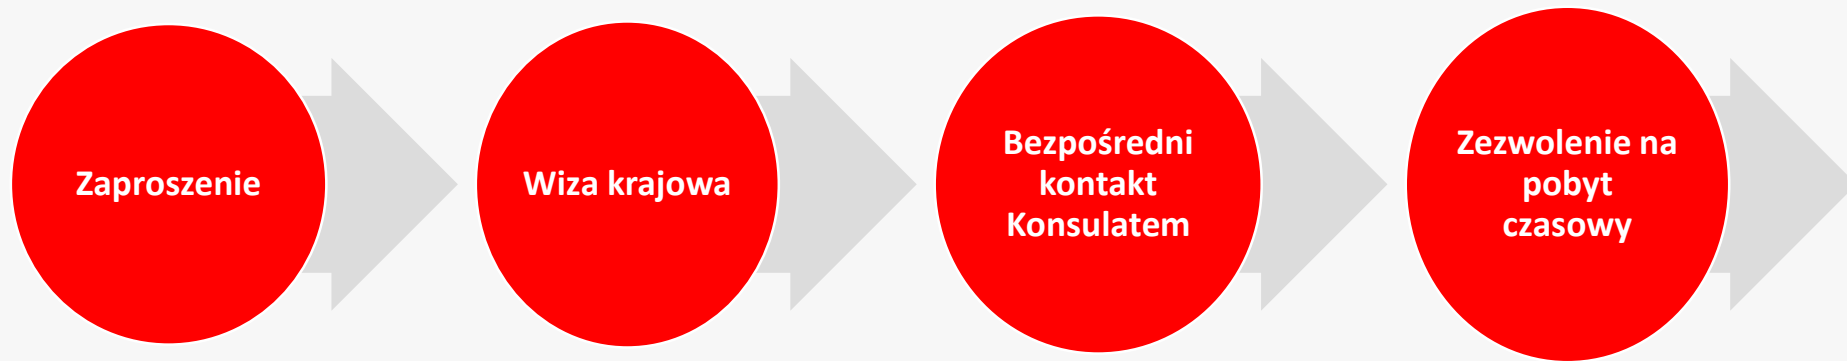 Zaproszenie
Wiza krajowa
Bezpośredni
kontakt
Konsulatem
Zezwolenie na
pobyt
czasowy